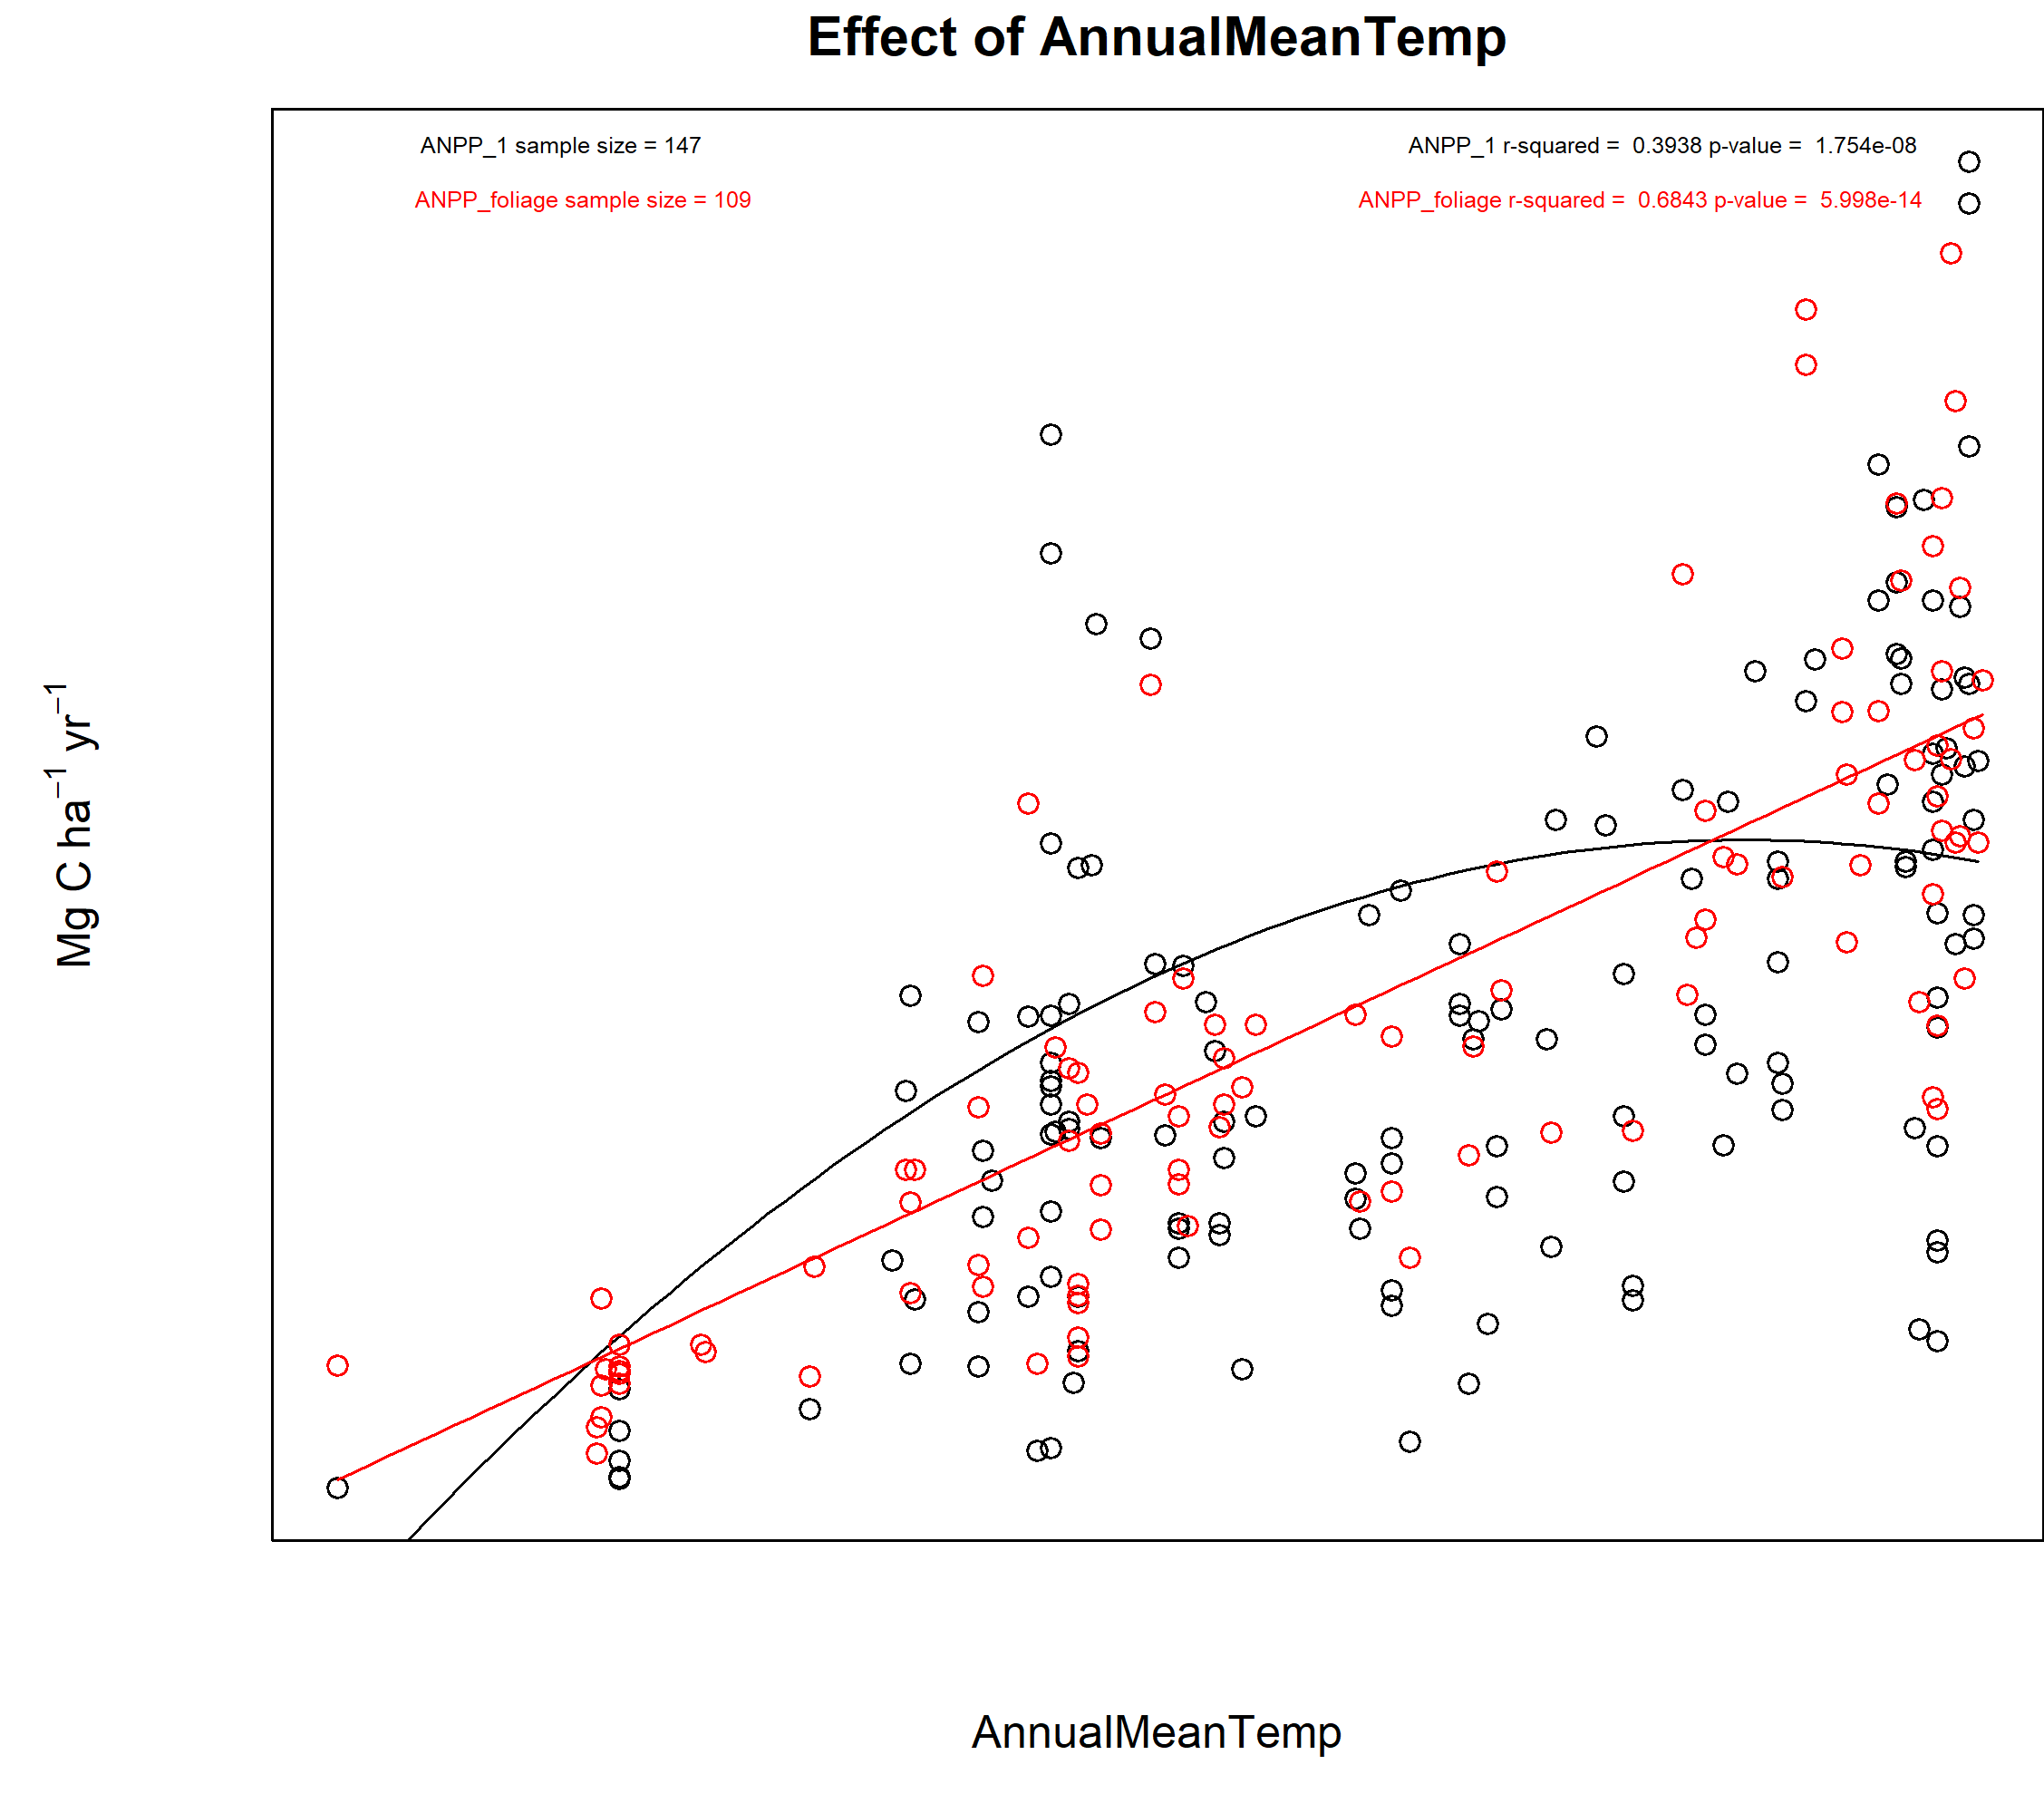 Effect of AnnualMeanTemp
ANPP_1 sample size = 147
ANPP_1 r-squared = 0.3938 p-value = 1.754e-08
ANPP_foliage sample size = 109
ANPP_foliage r-squared = 0.6843 p-value = 5.998e-14
Mg C ha⁻¹ yr⁻¹
AnnualMeanTemp